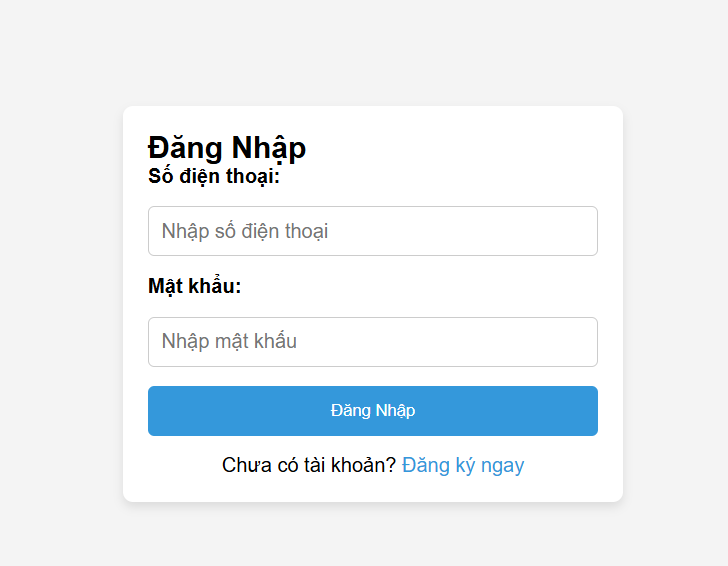 Đăng Nhập
Số điện thoại:
Nhập số điện thoại
Mật khẩu:
Nhập mật khẩu
Đăng Nhập
Chưa có tài khoản? Đăng ký ngay